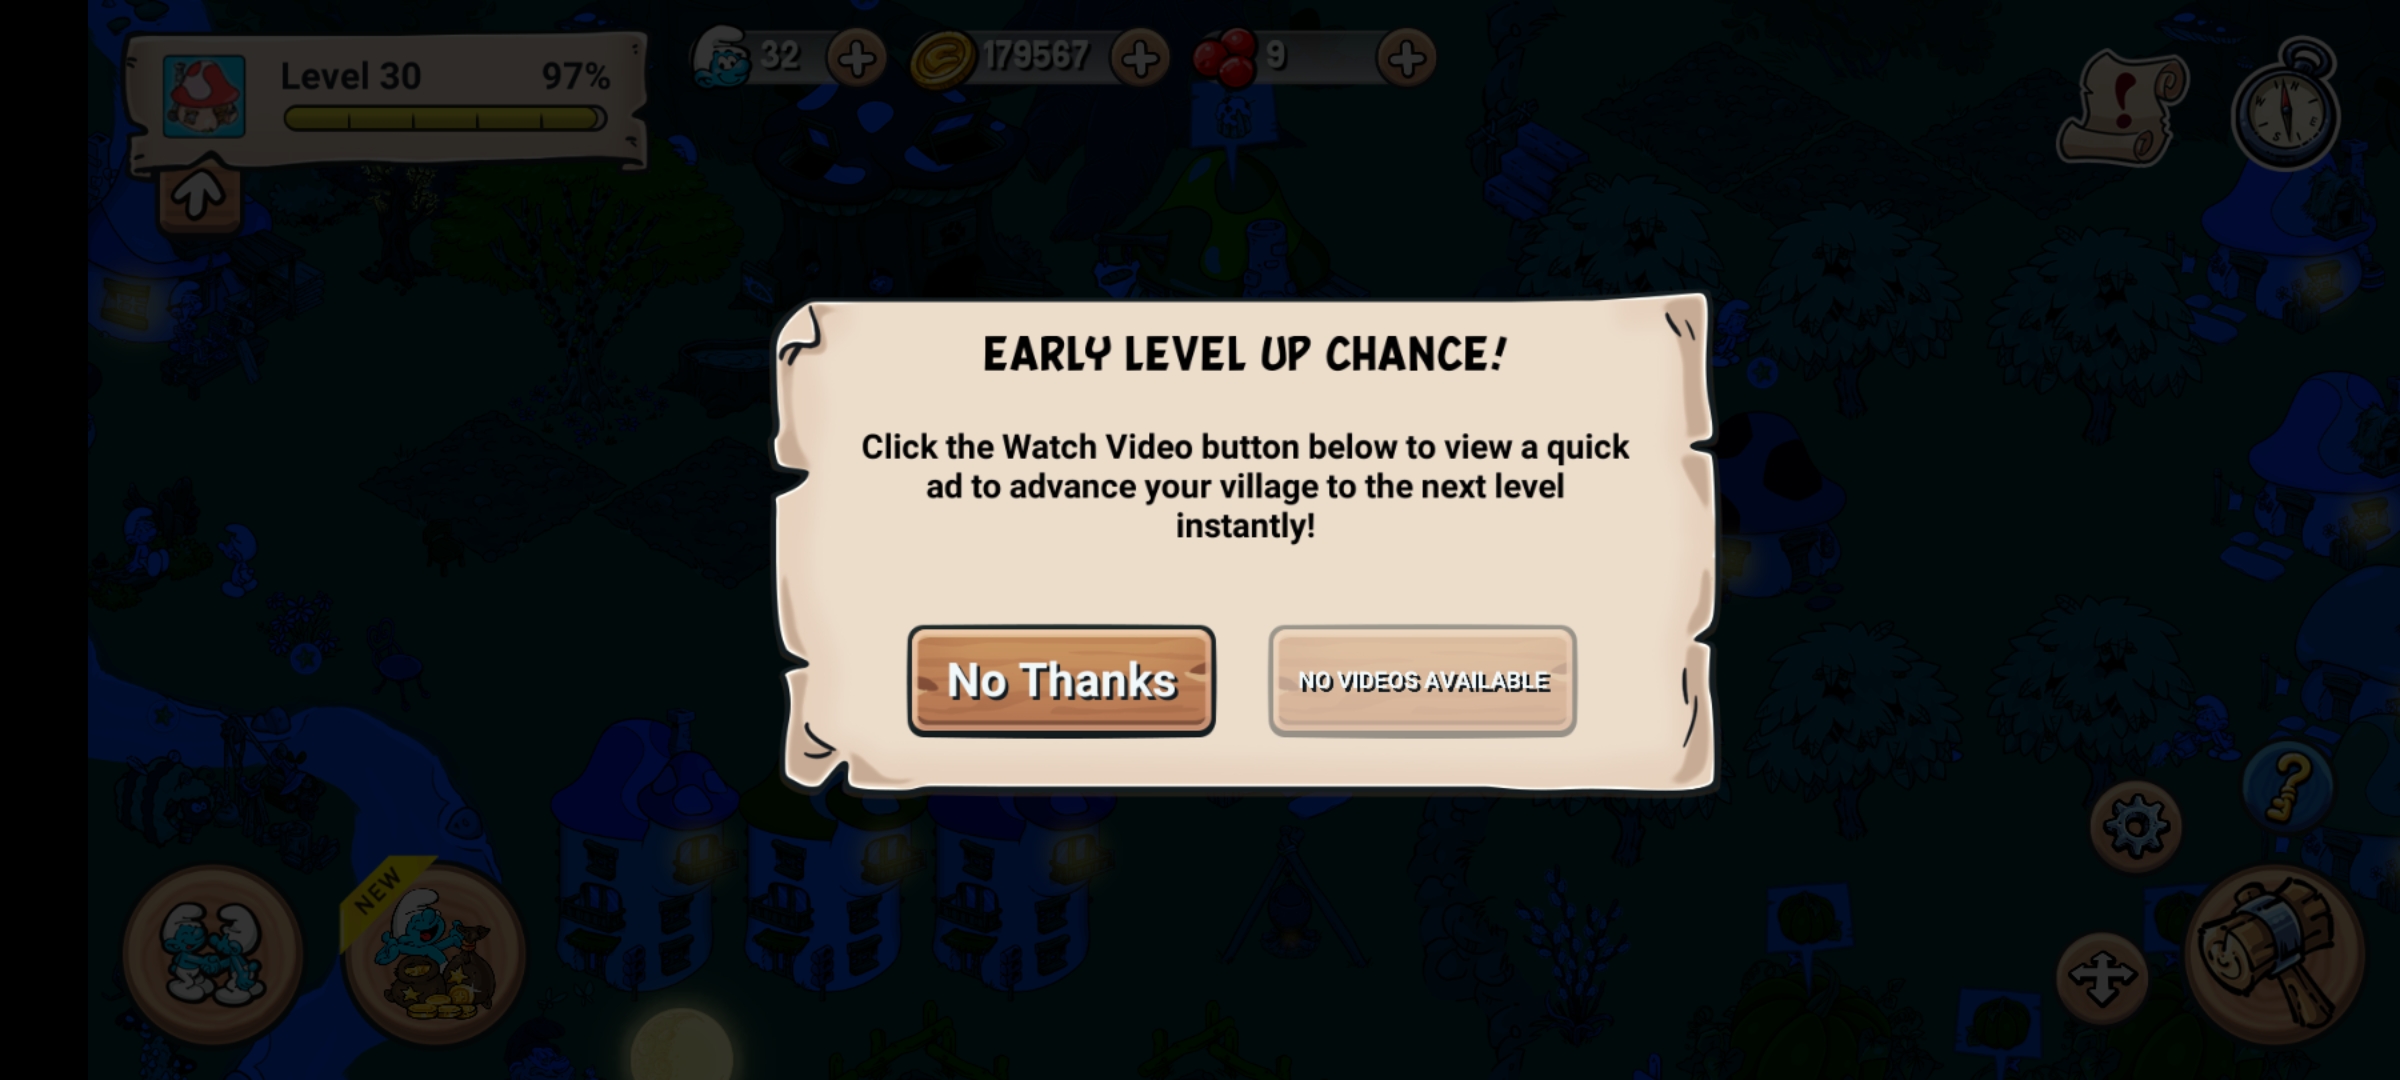 Level 30 97%
32
179567
9
EARLY LEVEL UP CHANCE!
Click the Watch Video button below to view a quick
ad to advance your village to the next level
instantly!
No Thanks
NO VIDEOS AVAILABLE
NEW